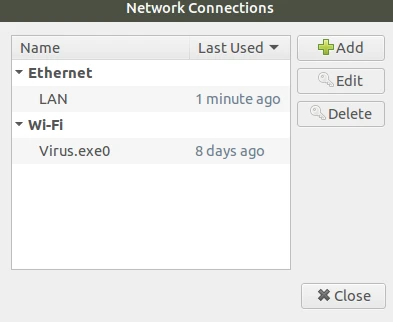 Network Connections
Name Last Used
Add
Ethernet
Edit
LAN 1 minute ago
Delete
Wi-Fi
Virus.exe0 8 days ago
Close